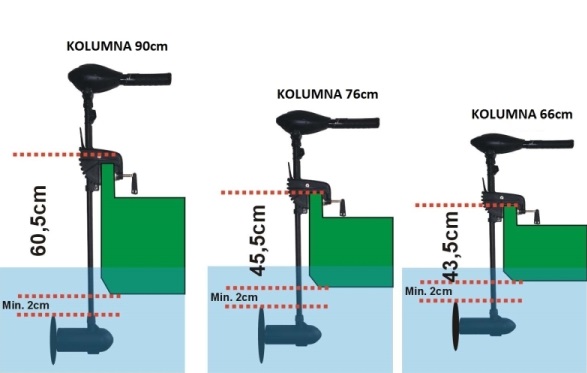 KOLUMNA 90cm
KOLUMNA 76cm
KOLUMNA 66cm
60,5cm
45,5cm
43,5cm
Min. 2cm
Min. 2cm
Min. 2cm